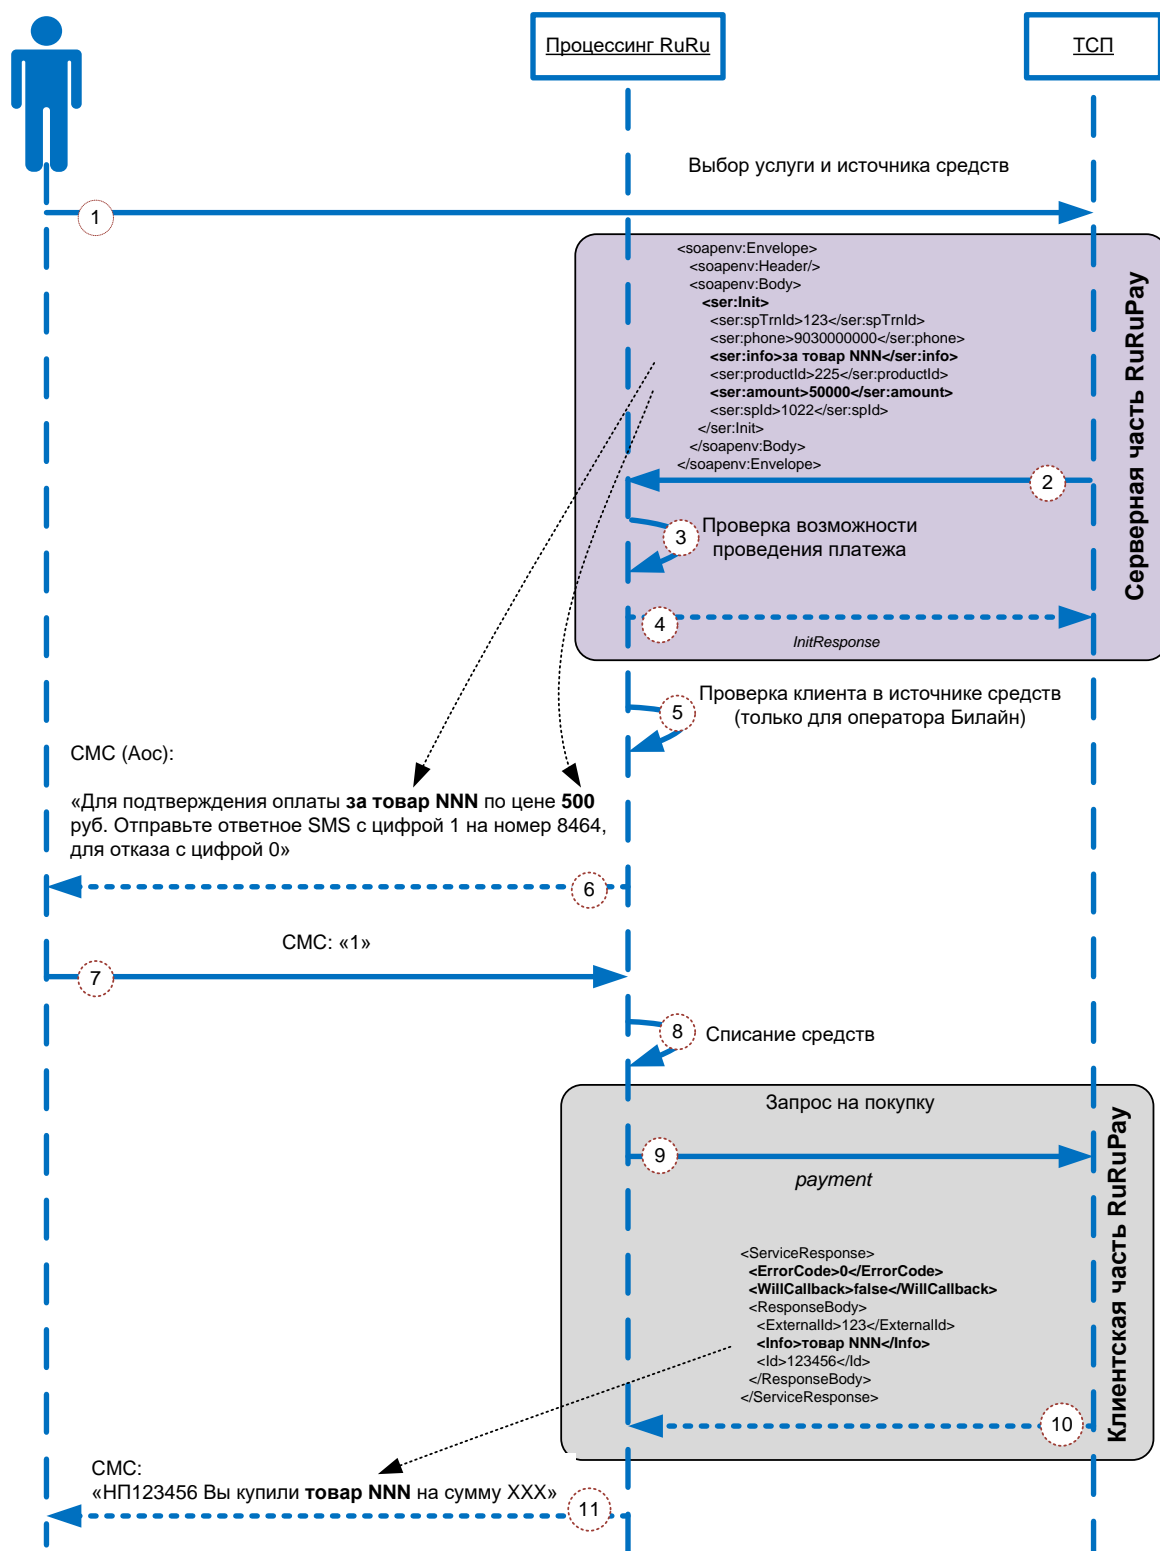 Процессинг RuRu
ТСП
Выбор услуги и источника средств
1
<soapenv:Envelope>
<soapenv:Header/>
<soapenv:Body>
<ser:Init>
<ser:spTrnId>123</ser:spTrnId>
<ser:phone>9030000000</ser:phone>
<ser:info>за товар NNN</ser:info>
<ser:productId>225</ser:productId>
<ser:amount>50000</ser:amount>
<ser:spId>1022</ser:spId>
</ser:Init>
</soapenv:Body>
</soapenv:Envelope>
Серверная часть RuRuPay
2
3
Проверка возможности
проведения платежа
4
InitResponse
5
Проверка клиента в источнике средств
(только для оператора Билайн)
СМС (Aoc):
«Для подтверждения оплаты за товар NNN по цене 500
руб. Отправьте ответное SMS с цифрой 1 на номер 8464,
для отказа с цифрой 0»
6
СМС: «1»
7
8
Списание средств
Запрос на покупку
9
payment
Клиентская часть RuRuPay
<ServiceResponse>
<ErrorCode>0</ErrorCode>
<WillCallback>false</WillCallback>
<ResponseBody>
<ExternalId>123</ExternalId>
<Info>товар NNN</Info>
<Id>123456</Id>
</ResponseBody>
</ServiceResponse>
10
СМС:
«НП123456 Вы купили товар NNN на сумму XXX»
11